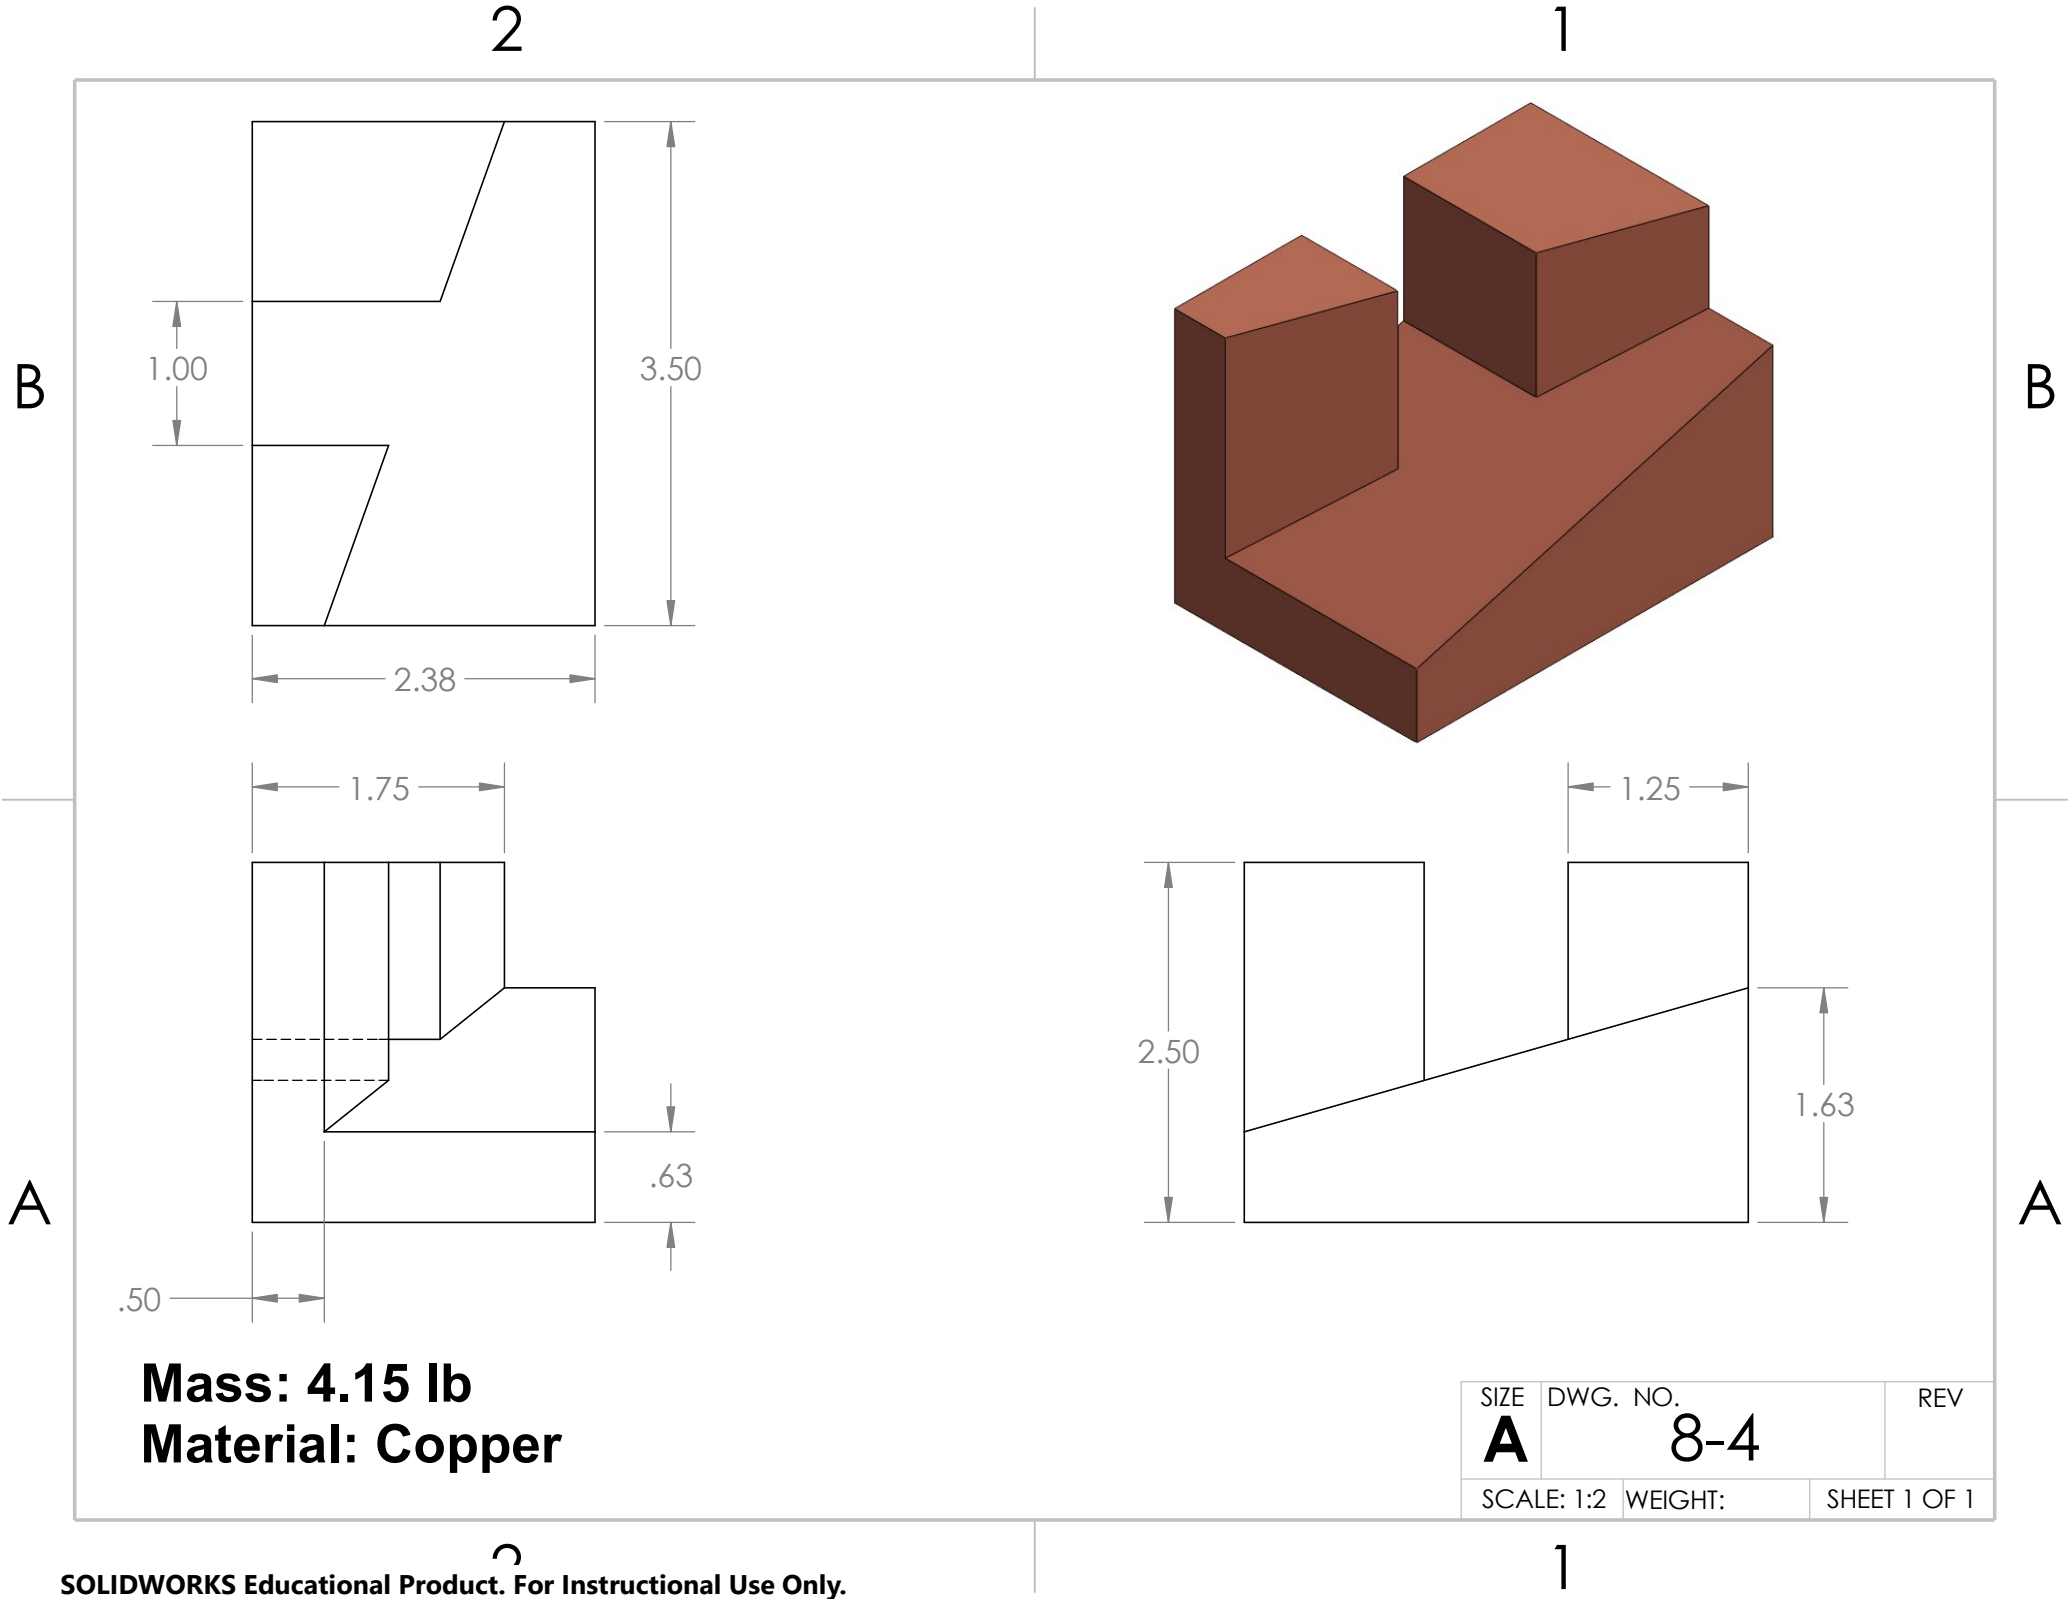 2 1
3.50
1.00
2.38
B B
1.75 1.25
2.50
1.63
.63
A A
.50
Mass: 4.15 lb
Material: Copper
SIZE DWG. NO. REV
A 8-4
SCALE: 1:2 WEIGHT: SHEET 1 OF 1
2 1
SOLIDWORKS Educational Product. For Instructional Use Only.